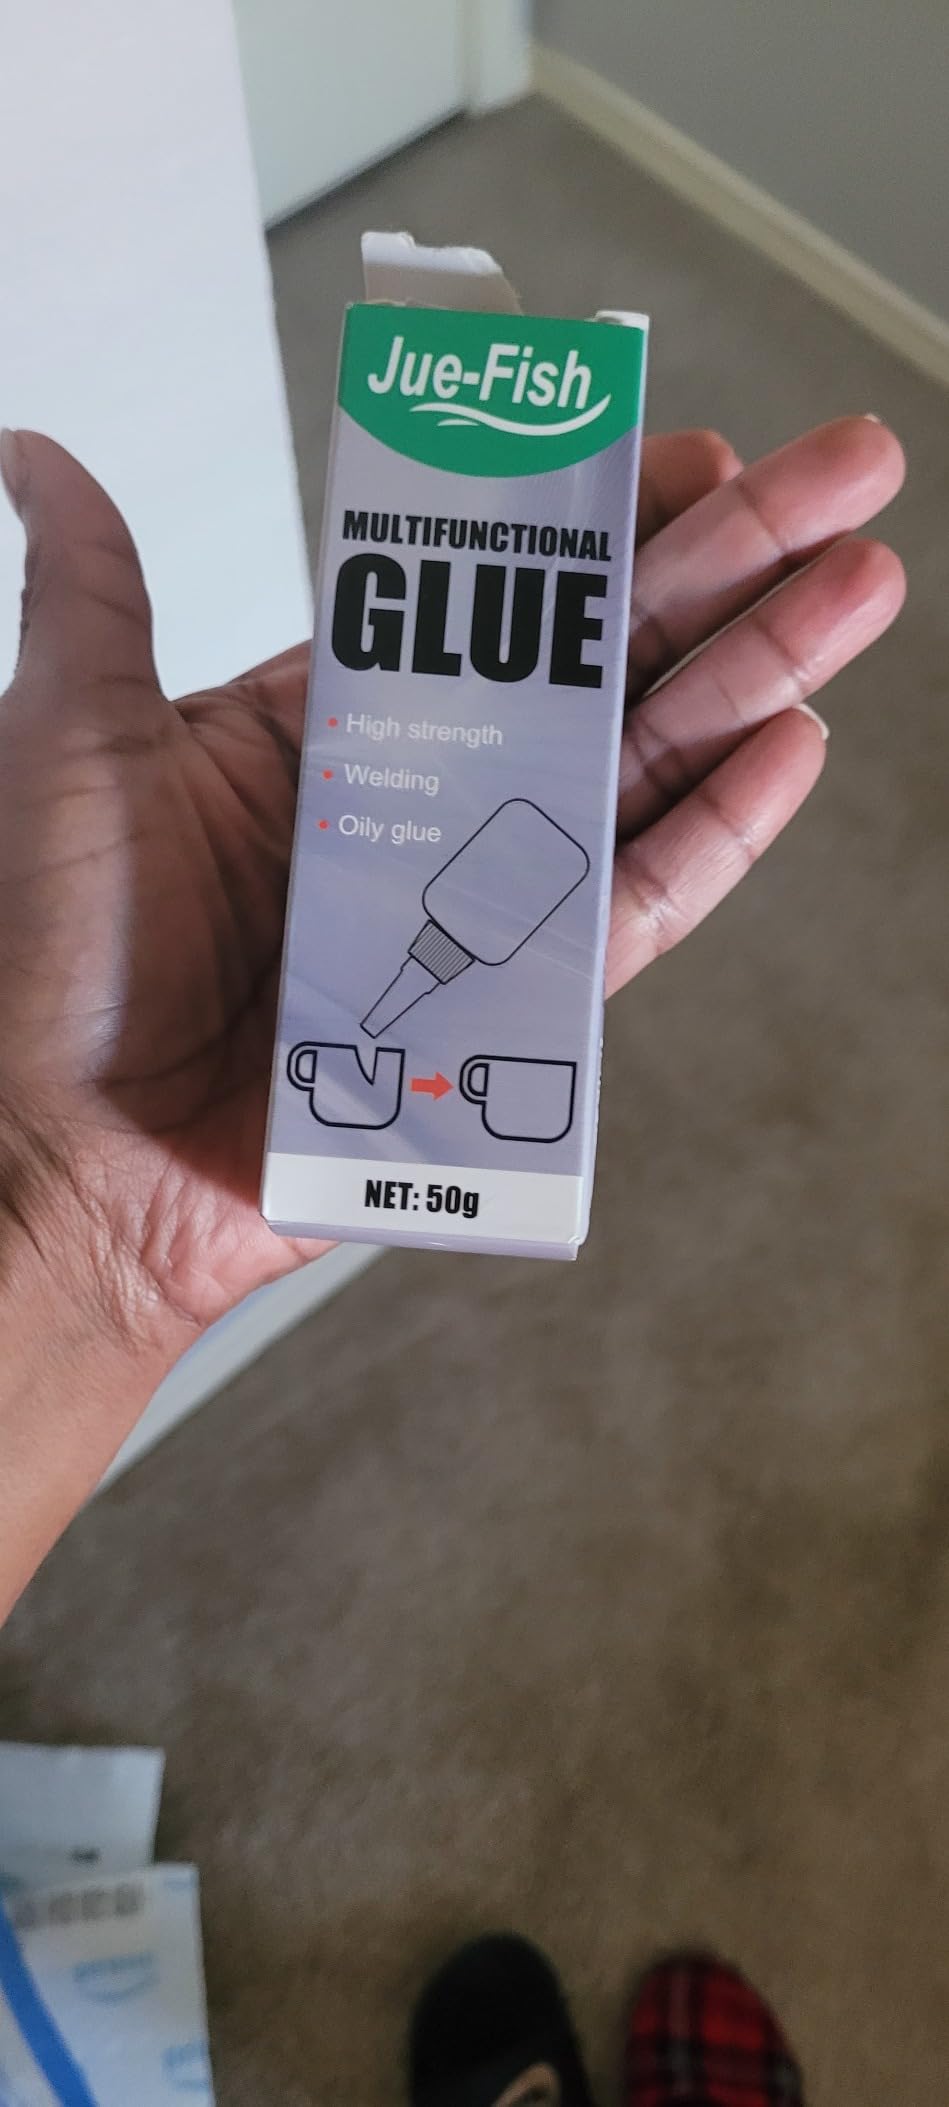 Jue-Fish
MULTIFUNCTIONAL
GLUE
• High strength
• Welding
• Oily glue
NET: 50g